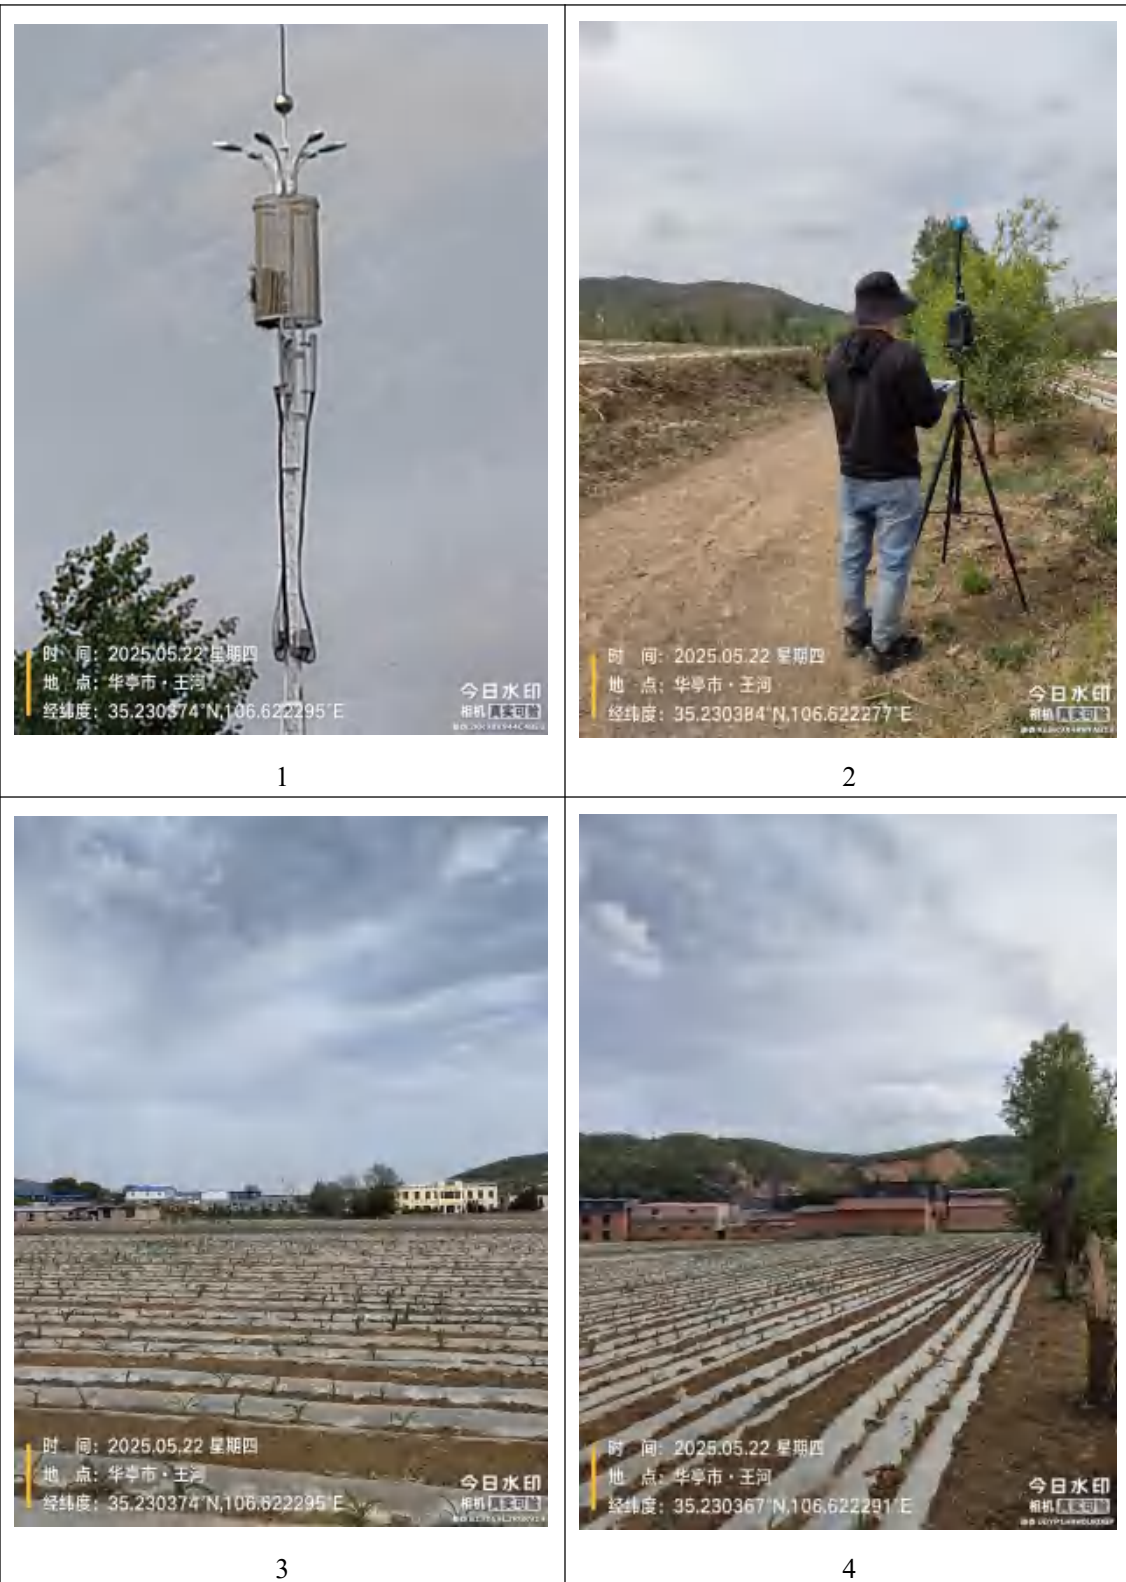 时 间：2025.05.22 星期四
地 点：华亭市·王河
经纬度：35.230374°N,106.622295°E
今日水印
相机 真实可验
1
时 间：2025.05.22 星期四
地 点：华亭市·王河
经纬度：35.230384°N,106.622277°E
今日水印
相机 真实可验
2
时 间：2025.05.22 星期四
地 点：华亭市·王河
经纬度：35.230374°N,106.622295°E
今日水印
相机 真实可验
3
时 间：2025.05.22 星期四
地 点：华亭市·王河
经纬度：35.230367°N,106.622291°E
今日水印
相机 真实可验
4